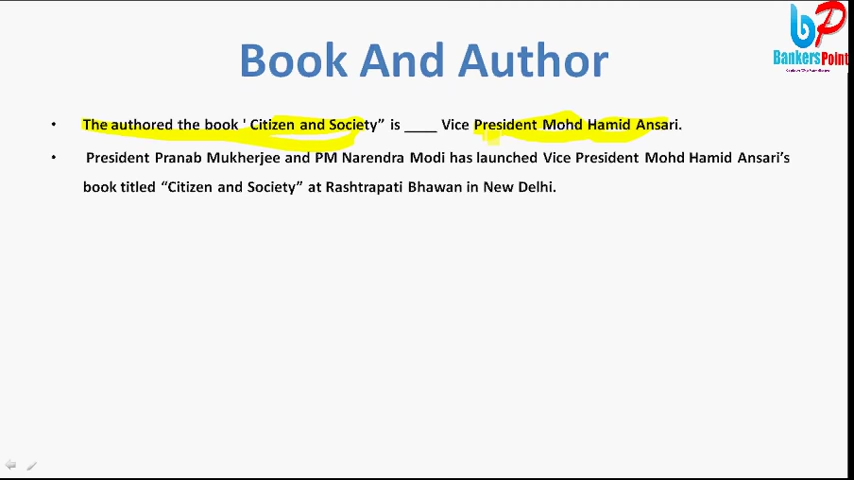 bp
BankersPoint
Book And Author
• The authored the book ' Citizen and Society” is ____ Vice President Mohd Hamid Ansari.
• President Pranab Mukherjee and PM Narendra Modi has launched Vice President Mohd Hamid Ansari’s
book titled “Citizen and Society” at Rashtrapati Bhawan in New Delhi.